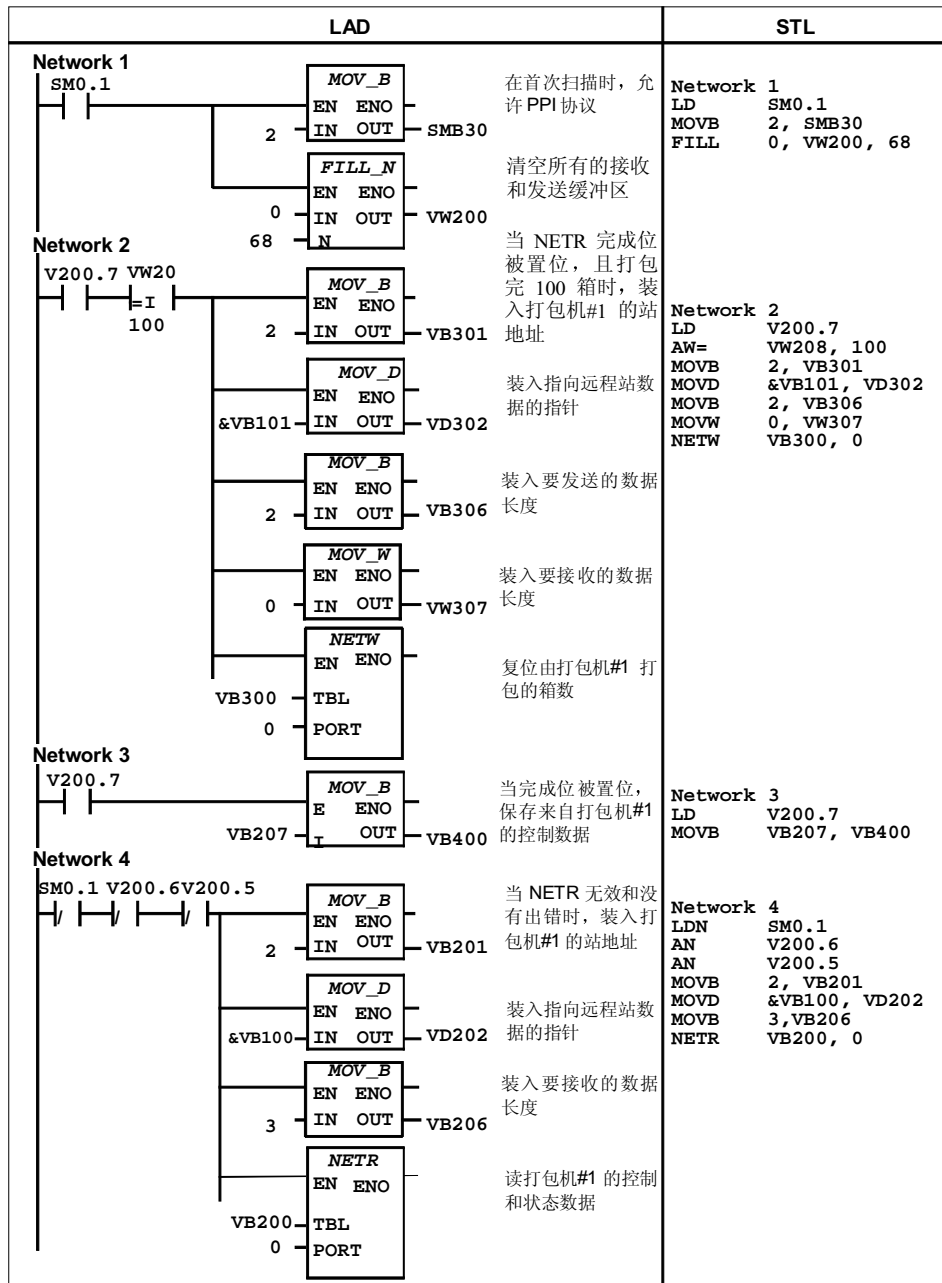 LAD
STL
Network 1
SM0.1
MOV_B
EN ENO
2 IN OUT SMB30
在首次扫描时，允
许PPI协议
FILL_N
EN ENO
0 IN OUT VW200
68 N
清空所有的接收
和发送缓冲区
Network 1
LD SM0.1
MOVB 2, SMB30
FILL 0, VW200, 68
Network 2
V200.7 VW20
=I
100
MOV_B
EN ENO
2 IN OUT VB301
当 NETR 完成位
被置位，且打包
完 100 箱时，装
入打包机#1 的站
地址
MOV_D
EN ENO
&VB101 IN OUT VD302
装入指向远程站数
据的指针
MOV_B
EN ENO
2 IN OUT VB306
装入要发送的数据
长度
MOV_W
EN ENO
0 IN OUT VW307
装入要接收的数据
长度
NETW
EN ENO
VB300 TBL
0 PORT
复位由打包机#1 打
包的箱数
Network 2
LD V200.7
AW= VW208, 100
MOVB 2, VB301
MOVD &VB101, VD302
MOVB 2, VB306
MOVW 0, VW307
NETW VB300, 0
Network 3
V200.7
MOV_B
E ENO
VB207 I OUT VB400
当完成位被置位，
保存来自打包机#1
的控制数据
Network 3
LD V200.7
MOVB VB207, VB400
Network 4
SM0.1 V200.6V200.5
/ / /
MOV_B
EN ENO
2 IN OUT VB201
当 NETR 无效和没
有出错时，装入打
包机#1 的站地址
MOV_D
EN ENO
&VB100 IN OUT VD202
装入指向远程站数
据的指针
MOV_B
EN ENO
3 IN OUT VB206
装入要接收的数据
长度
NETR
EN ENO
VB200 TBL
0 PORT
读打包机#1 的控制
和状态数据
Network 4
LDN SM0.1
AN V200.6
AN V200.5
MOVB 2, VB201
MOVD &VB100, VD202
MOVB 3,VB206
NETR VB200, 0